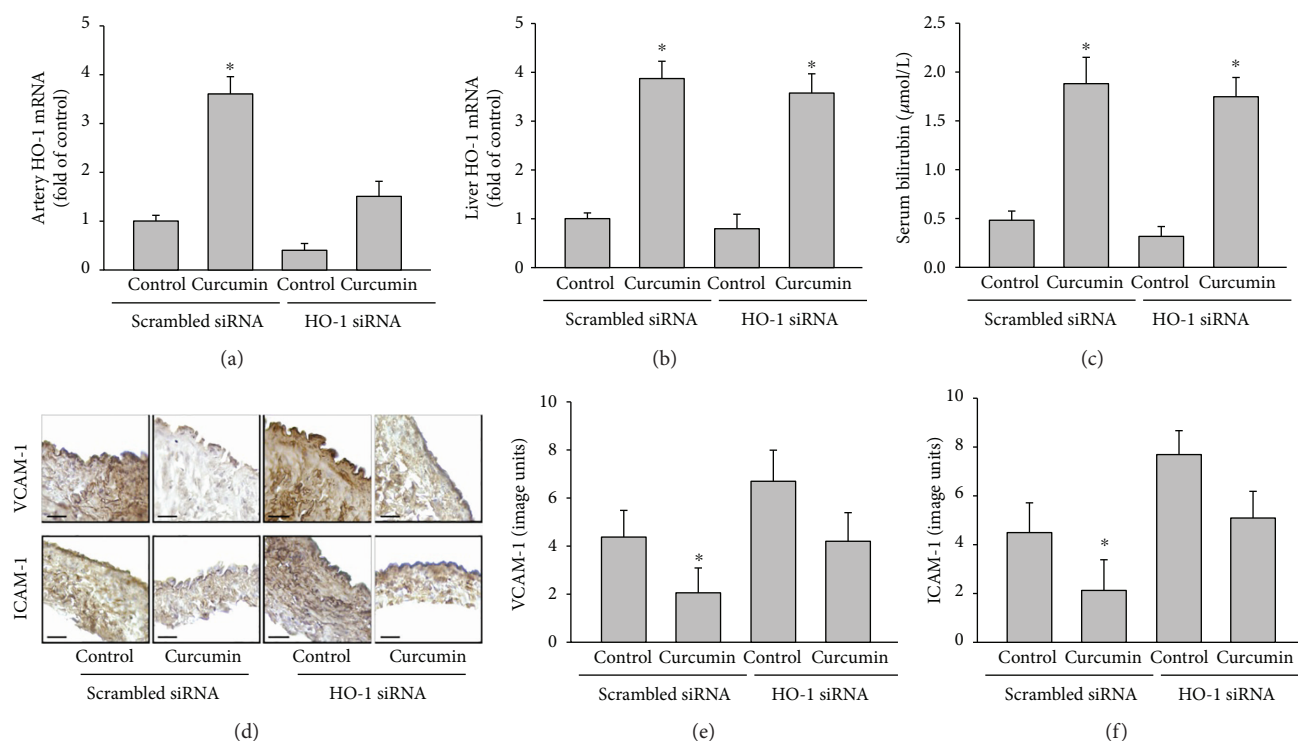 Artery HO-1 mRNA
(fold of control)
5
4
3
2
1
0
*
Control Curcumin Control Curcumin
Scrambled siRNA HO-1 siRNA
(a)
Liver HO-1 mRNA
(fold of control)
5
4
3
2
1
0
* *
Control Curcumin Control Curcumin
Scrambled siRNA HO-1 siRNA
(b)
Serum bilirubin (μmol/L)
2.5
2.0
1.5
1.0
0.5
0.0
* *
Control Curcumin Control Curcumin
Scrambled siRNA HO-1 siRNA
(c)
VCAM-1
ICAM-1
Control Curcumin Control Curcumin
Scrambled siRNA HO-1 siRNA
(d)
VCAM-1 (image units)
10
8
6
4
2
0
*
Control Curcumin Control Curcumin
Scrambled siRNA HO-1 siRNA
(e)
ICAM-1 (image units)
10
8
6
4
2
0
*
Control Curcumin Control Curcumin
Scrambled siRNA HO-1 siRNA
(f)